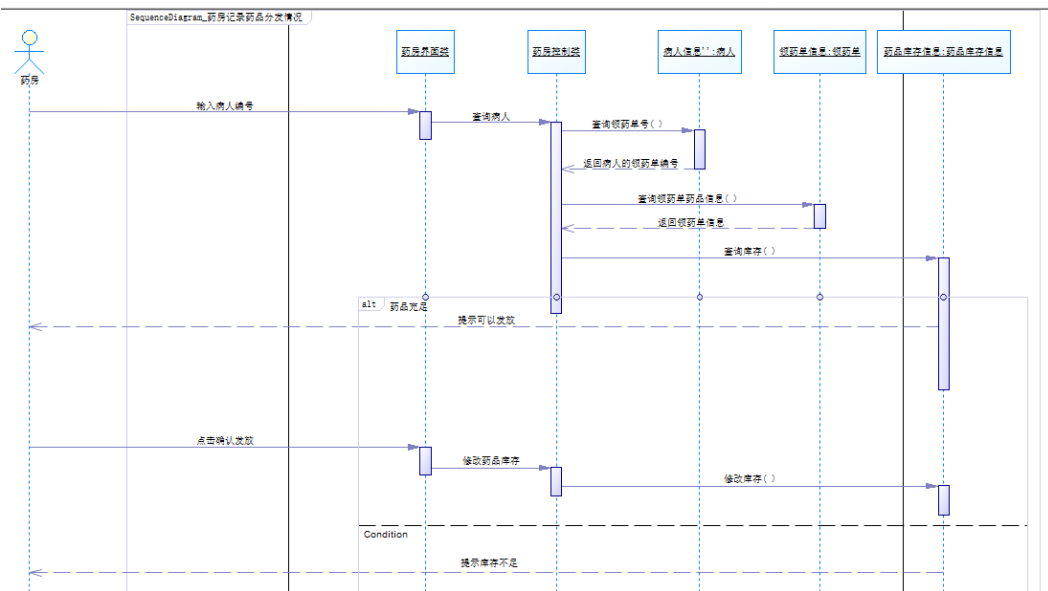 SequenceDiagram_药房记录药品分发情况
药房
药房界面类
药房控制类
病人信息'':病人
领药单信息:领药单
药品库存信息:药品库存信息
输入病人编号
查询病人
查询领药单号( )
返回病人的领药单编号
查询领药单药品信息( )
返回领药单信息
查询库存( )
alt
药品充足
提示可以发放
点击确认发放
修改药品库存
修改库存( )
Condition
提示库存不足